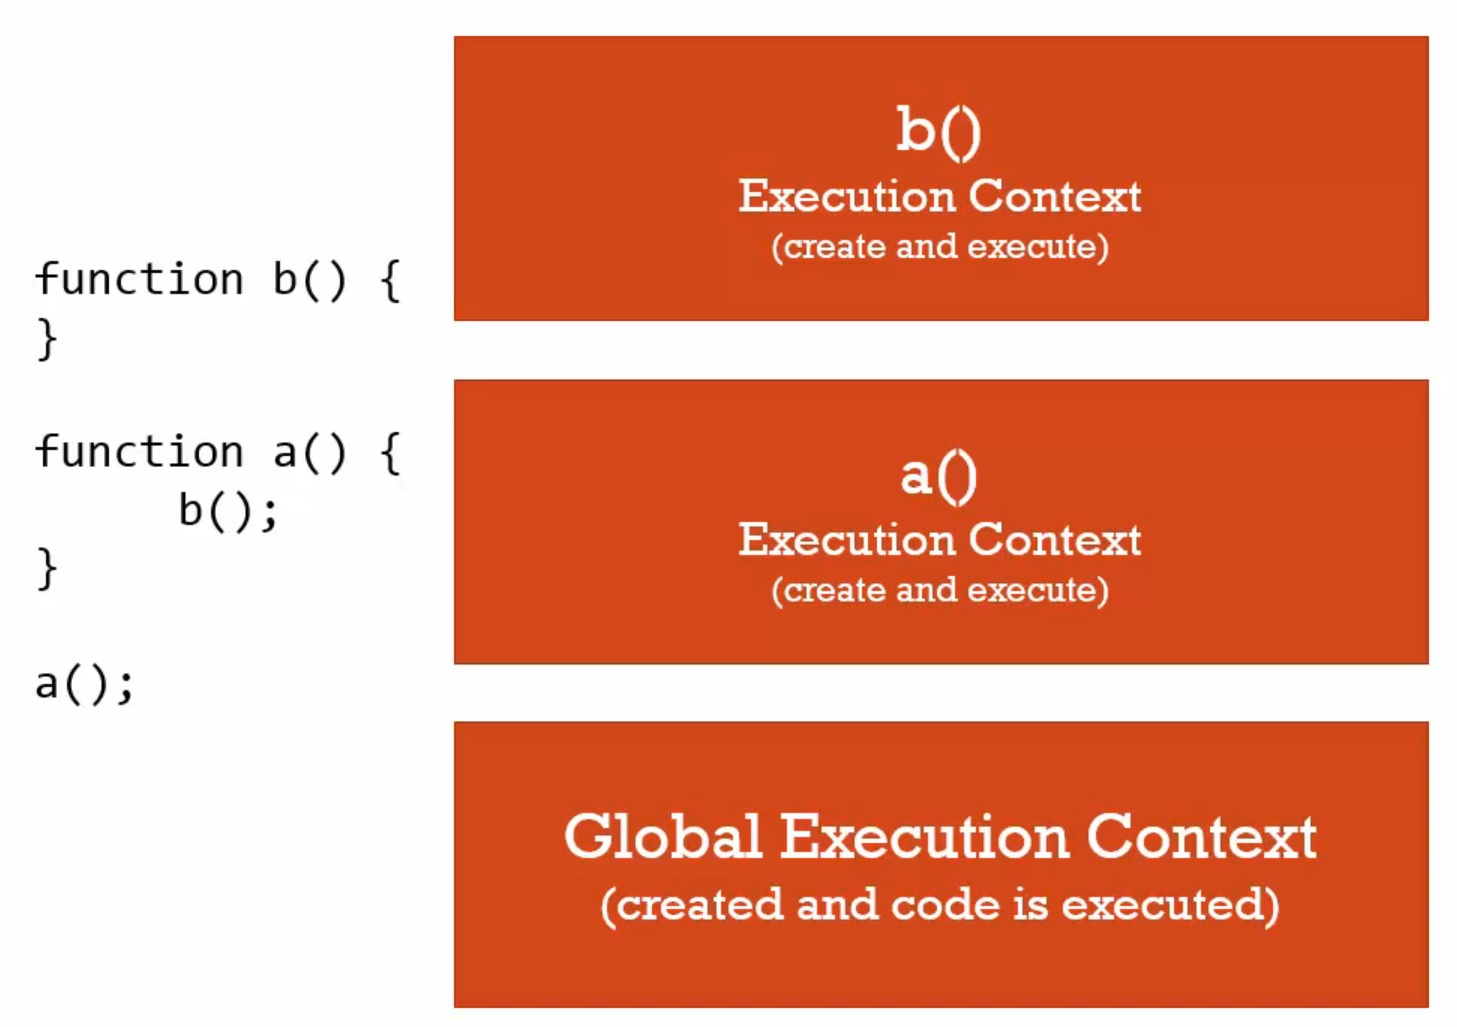 function b() {
}
function a() {
b();
}
a();
b()
Execution Context
(create and execute)
a()
Execution Context
(create and execute)
Global Execution Context
(created and code is executed)